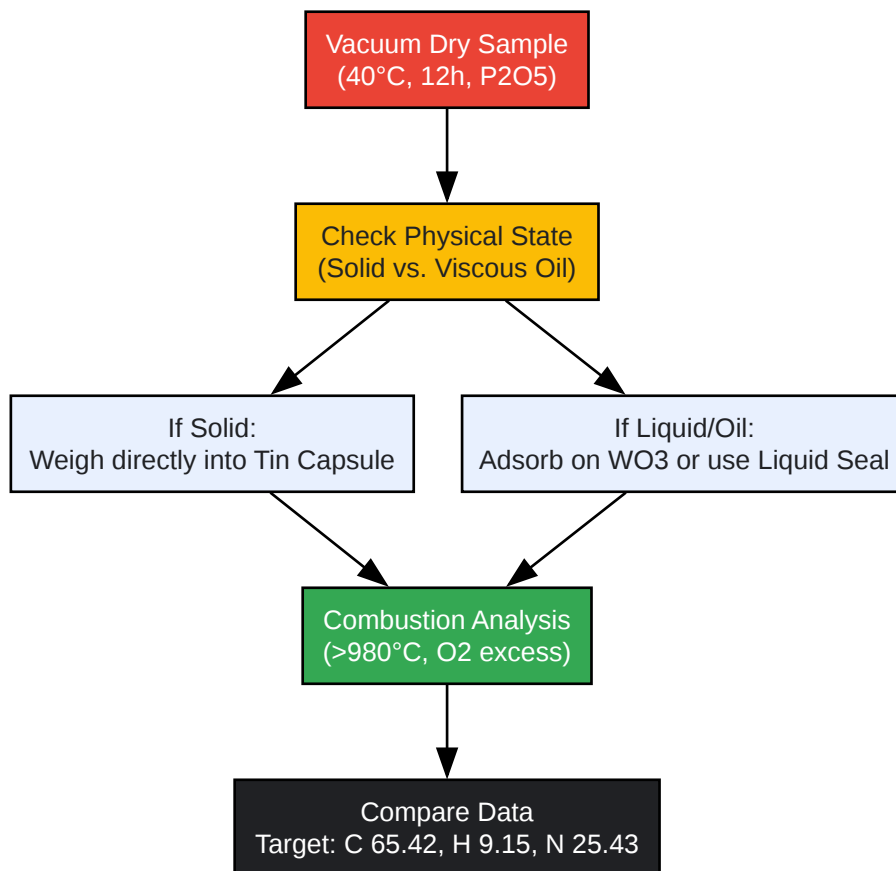 Vacuum Dry Sample
(40°C, 12h, P2O5)
Check Physical State
(Solid vs. Viscous Oil)
If Solid:
Weigh directly into Tin Capsule
If Liquid/Oil:
Adsorb on WO3 or use Liquid Seal
Combustion Analysis
(>980°C, O2 excess)
Compare Data
Target: C 65.42, H 9.15, N 25.43